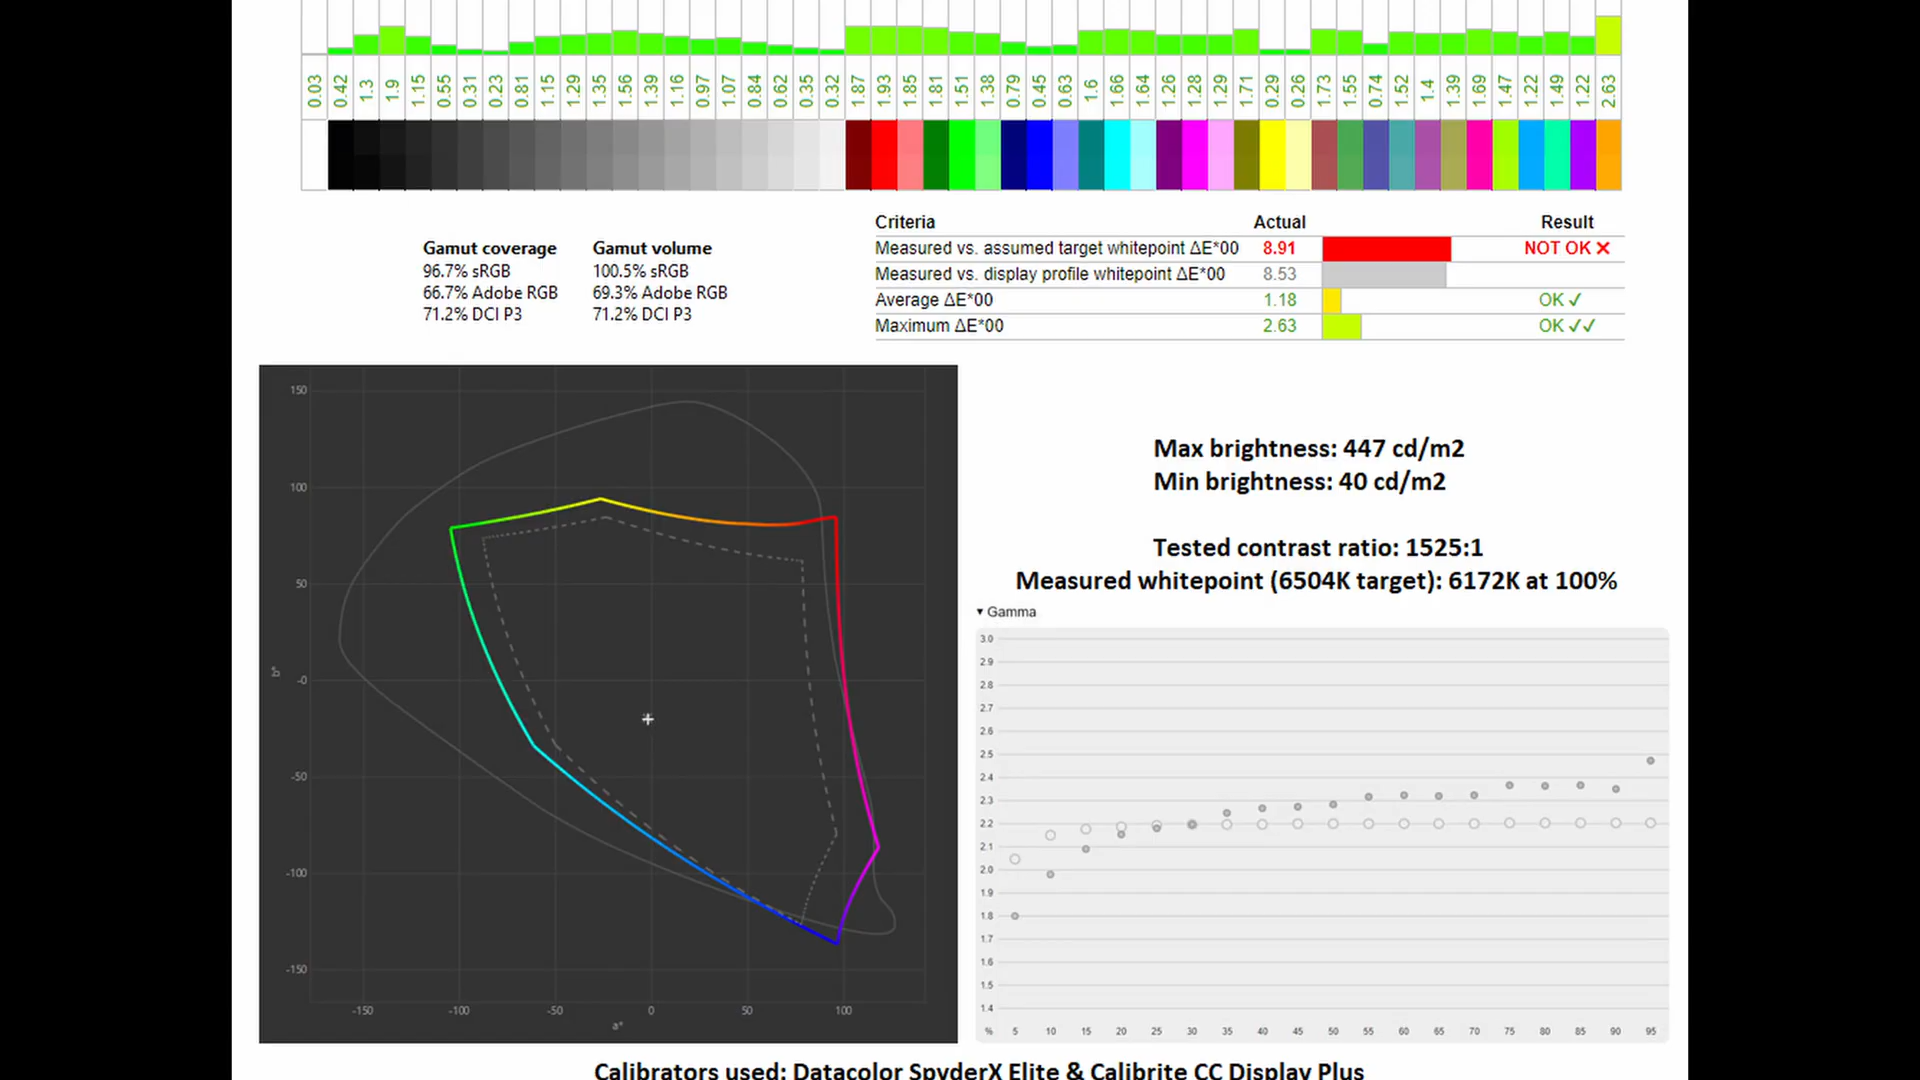 0.03 0.42 1.3 1.9 1.15 0.55 0.31 0.23 0.81 1.15 1.29 1.35 1.56 1.39 1.16 0.97 1.07 0.84 0.62 0.35 0.32 1.87 1.93 1.85 1.81 1.51 1.38 0.79 0.45 0.63 1.6 1.66 1.64 1.26 1.28 1.29 1.71 0.29 0.26 1.73 1.55 0.74 1.52 1.4 1.39 1.69 1.47 1.22 1.49 1.22 2.63
Gamut coverage
96.7% sRGB
66.7% Adobe RGB
71.2% DCI P3
Gamut volume
100.5% sRGB
69.3% Adobe RGB
71.2% DCI P3
Criteria Actual Result
Measured vs. assumed target whitepoint ΔE*00 8.91 NOT OK ✕
Measured vs. display profile whitepoint ΔE*00 8.53
Average ΔE*00 1.18 OK ✓
Maximum ΔE*00 2.63 OK ✓✓
150
100
50
-0
-50
-100
-150
b*
-150 -100 -50 0 50 100
a*
Max brightness: 447 cd/m2
Min brightness: 40 cd/m2
Tested contrast ratio: 1525:1
Measured whitepoint (6504K target): 6172K at 100%
▾ Gamma
3.0
2.9
2.8
2.7
2.6
2.5
2.4
2.3
2.2
2.1
2.0
1.9
1.8
1.7
1.6
1.5
1.4
% 5 10 15 20 25 30 35 40 45 50 55 60 65 70 75 80 85 90 95
Calibrators used: Datacolor SpyderX Elite & Calibrite CC Display Plus